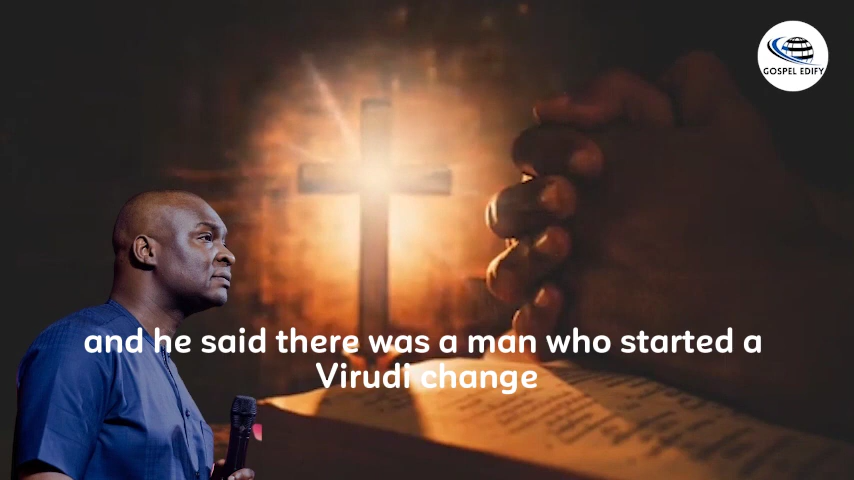 GOSPEL EDIFY
and he said there was a man who started a
Virudi change